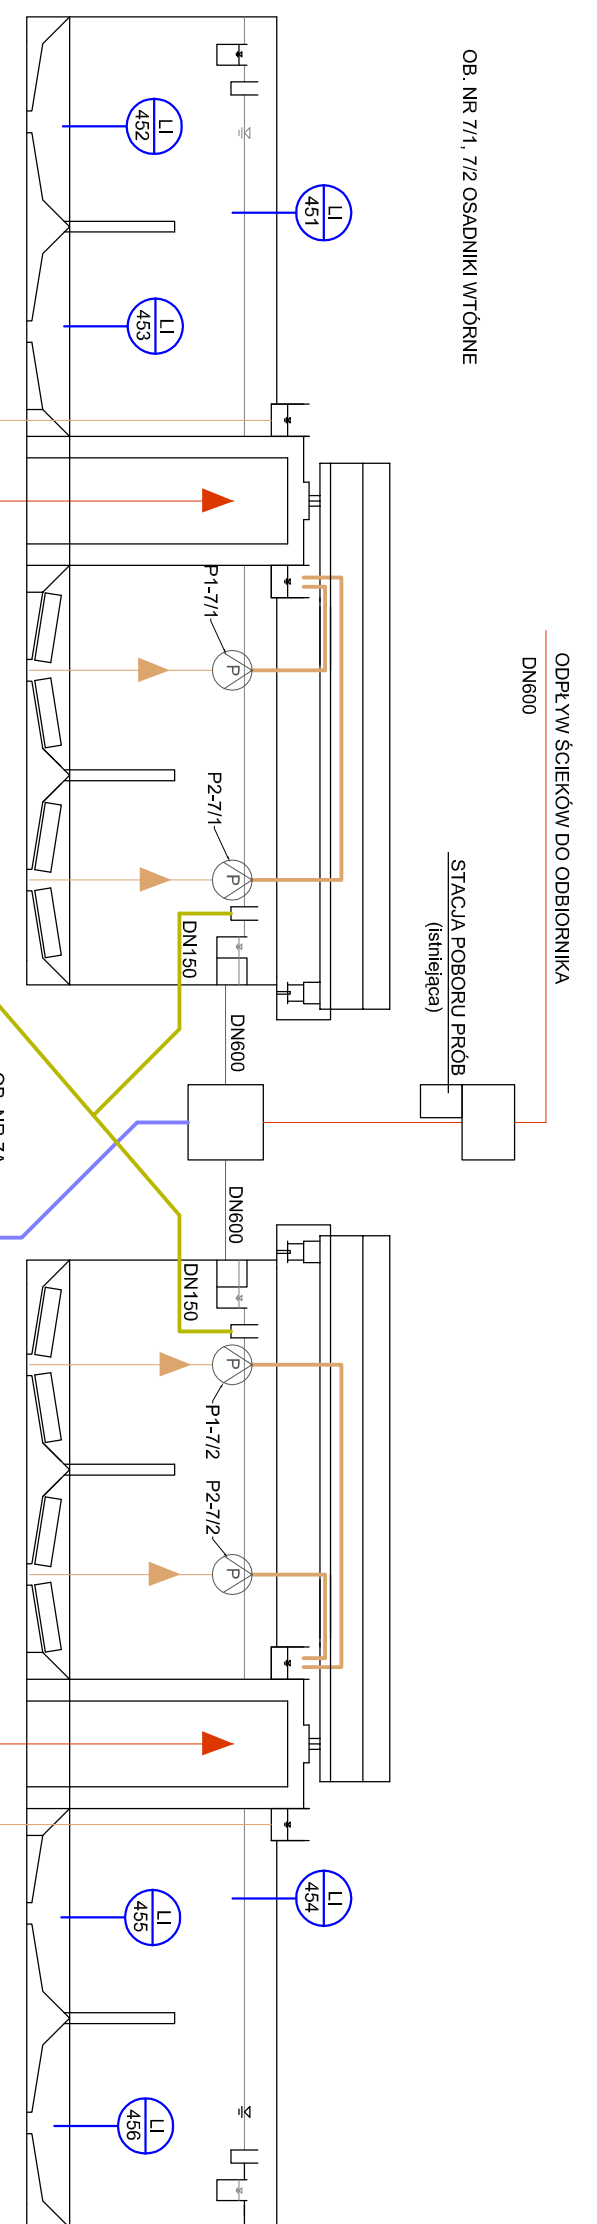 OB. NR 7/1, 7/2 OSADNIKI WTÓRNE
ODPŁYW ŚCIEKÓW DO ODBIORNIKA
DN600
STACJA POBORU PRÓB
(istniejąca)
LI
451
LI
452
LI
453
P1-7/1
P
P2-7/1
P
DN150
DN600
DN600
DN150
P
P1-7/2
P
P2-7/2
LI
454
LI
455
LI
456